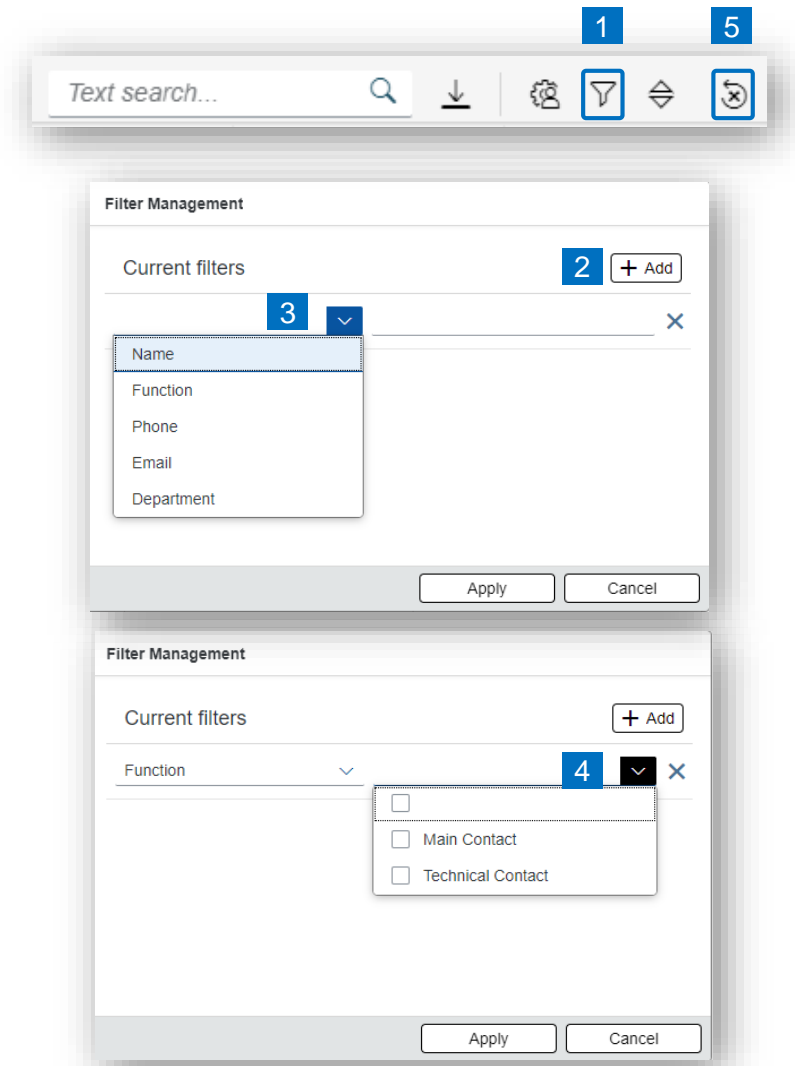 1 5
Text search...
Filter Management
Current filters 2 + Add
3
Name
Function
Phone
Email
Department
Apply Cancel
Filter Management
Current filters + Add
Function 4
Main Contact
Technical Contact
Apply Cancel